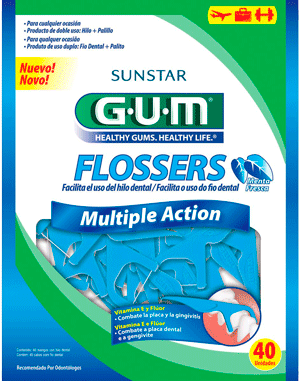 • Para cualquier ocasión
• Producto de doble uso: Hilo + Palillo
• Para qualquer ocasião
• Produto de uso duplo: Fio Dental + Palito
Nuevo!
Novo!
SUNSTAR
G·U·M®
HEALTHY GUMS. HEALTHY LIFE.®
FLOSSERS
Menta
Fresca
Facilita el uso del hilo dental / Facilita o uso do fio dental
Multiple Action
Vitamina E y Flúor
• Combate la placa y la gingivitis
Vitamina E e Flúor
• Combate a placa dental
e a gengivite
Recomendado Por Odontólogos
40
Unidades